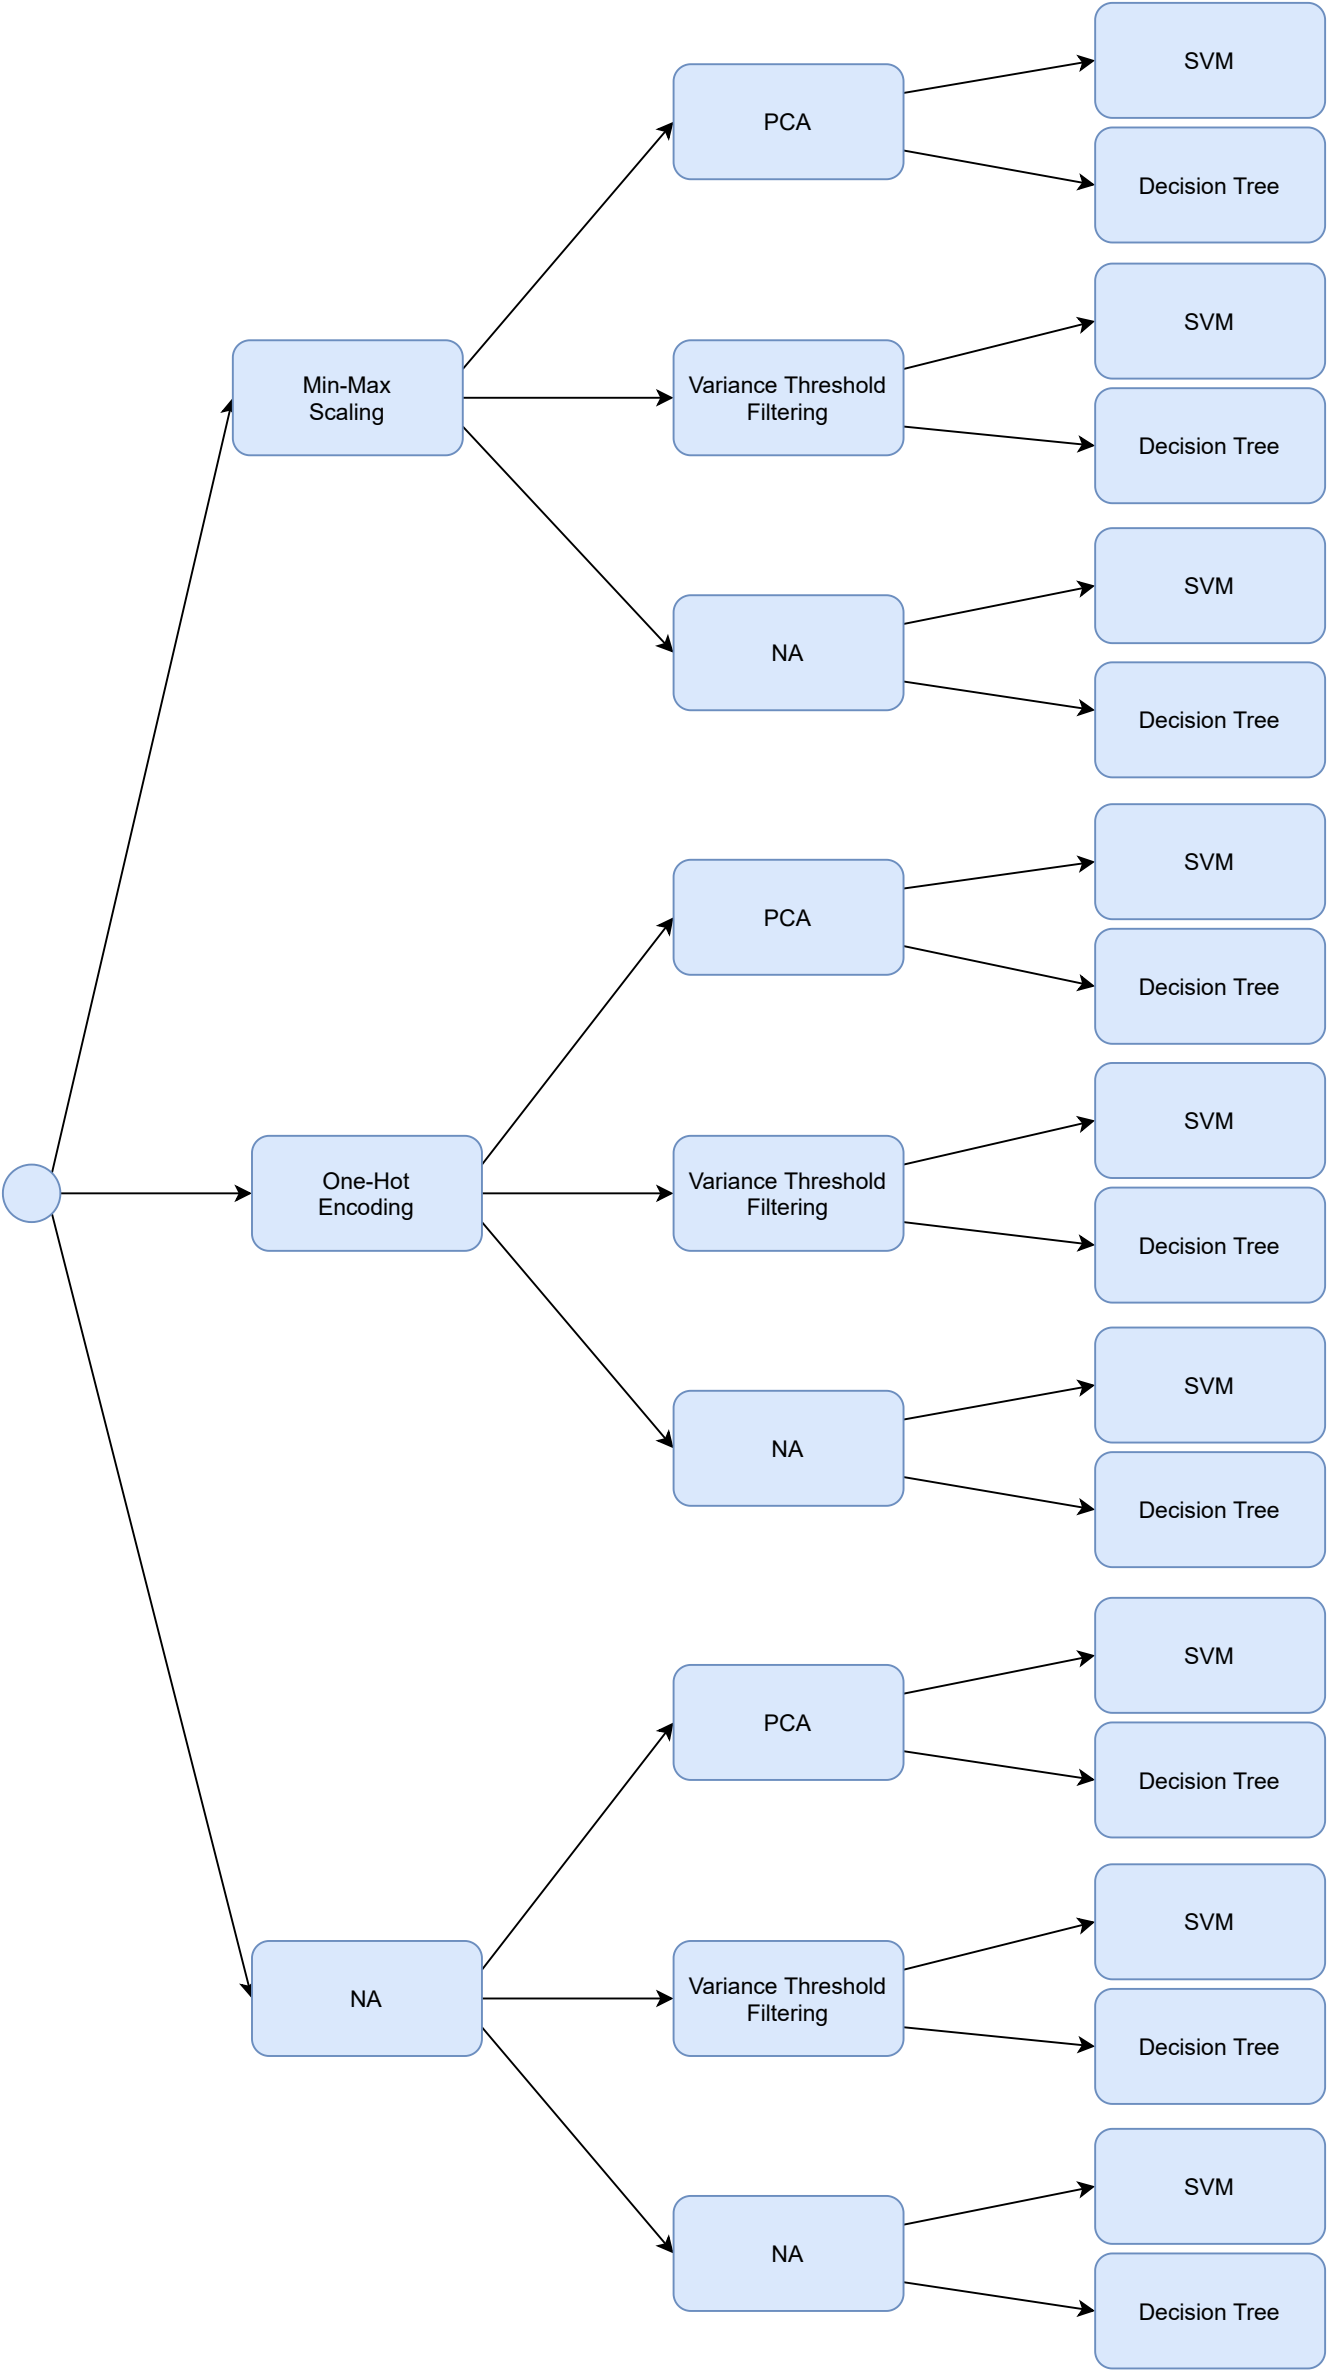 SVM
PCA
Decision Tree
SVM
Min-Max
Scaling
Variance Threshold
Filtering
Decision Tree
SVM
NA
Decision Tree
SVM
PCA
Decision Tree
SVM
One-Hot
Encoding
Variance Threshold
Filtering
Decision Tree
SVM
NA
Decision Tree
SVM
PCA
Decision Tree
SVM
NA
Variance Threshold
Filtering
Decision Tree
SVM
NA
Decision Tree